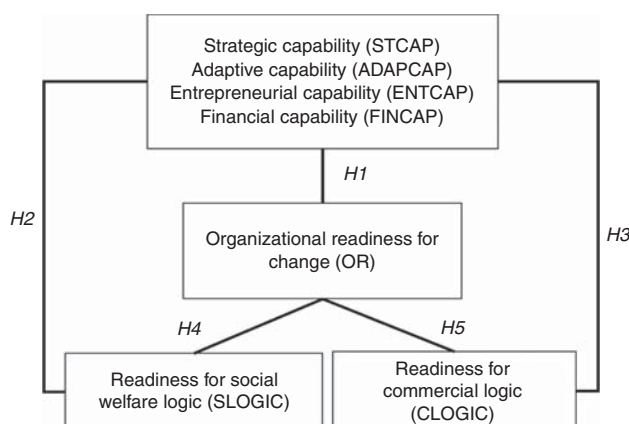 Strategic capability (STCAP)
Adaptive capability (ADAPCAP)
Entrepreneurial capability (ENTCAP)
Financial capability (FINCAP)
H1
H2
H3
Organizational readiness for
change (OR)
H4
H5
Readiness for social
welfare logic (SLOGIC)
Readiness for
commercial logic
(CLOGIC)